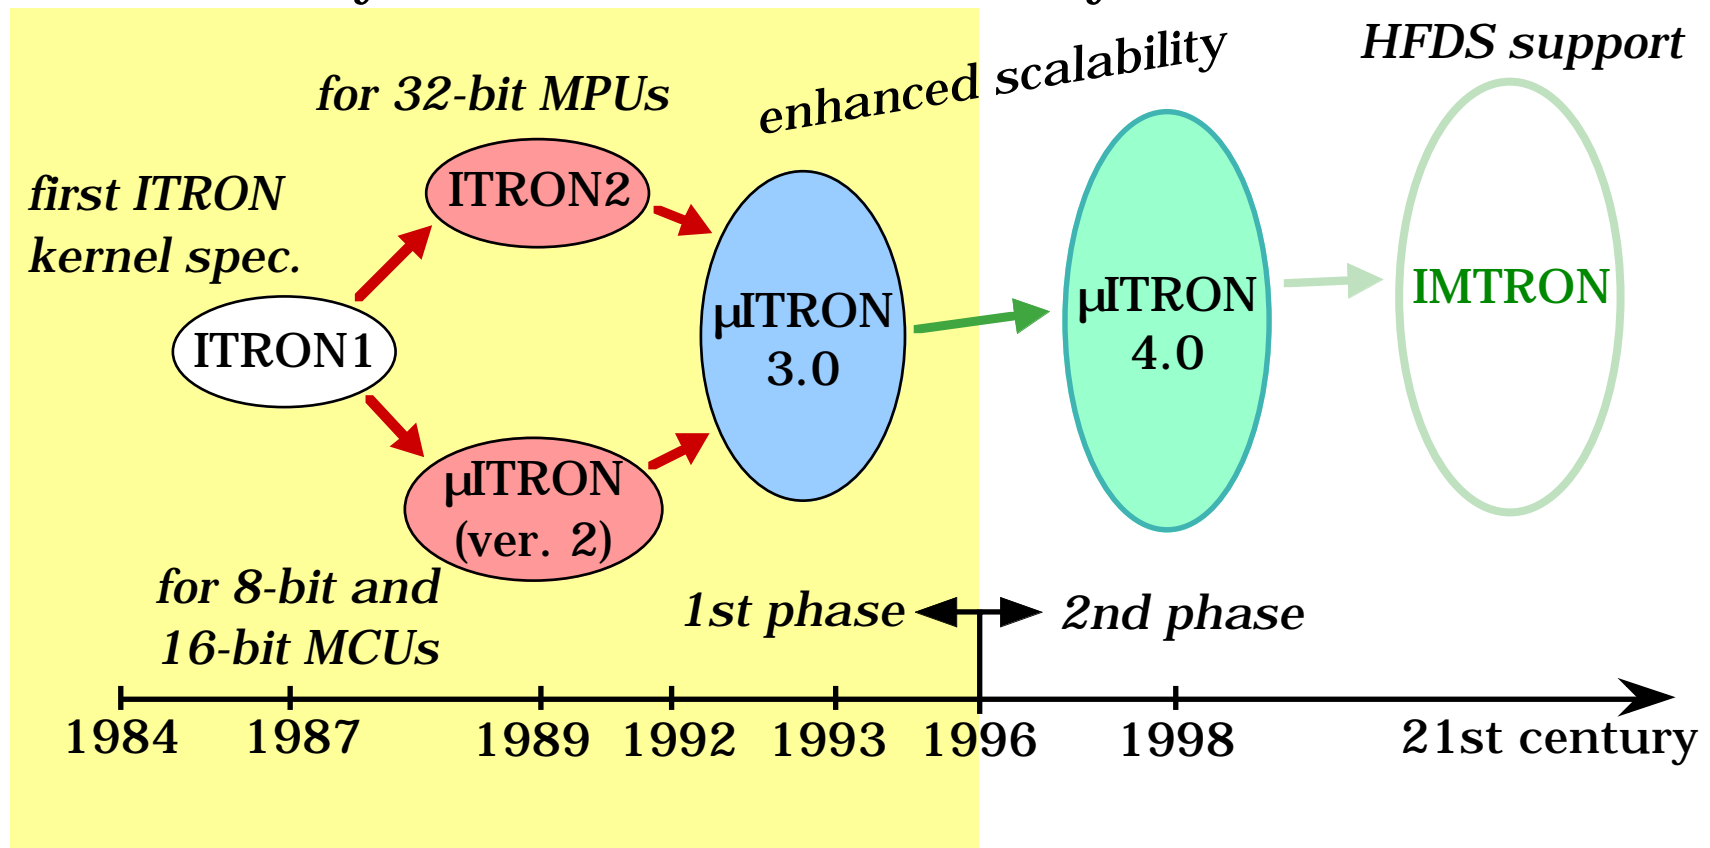 HFDS support
enhanced scalability
for 32-bit MPUs
first ITRON
kernel spec.
ITRON2
ITRON1
µITRON
3.0
µITRON
4.0
IMTRON
µITRON
(ver. 2)
for 8-bit and
16-bit MCUs
1st phase
2nd phase
1984
1987
1989
1992
1993
1996
1998
21st century